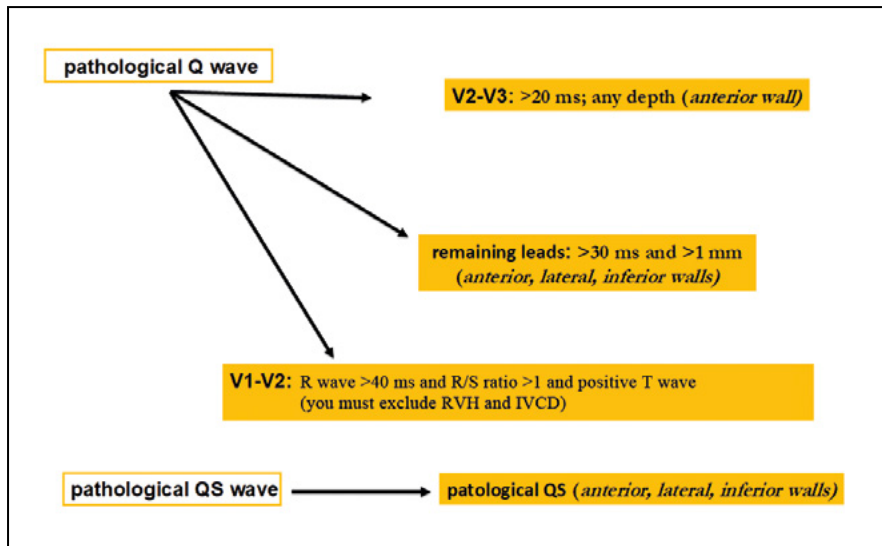 pathological Q wave
V2-V3: >20 ms; any depth (anterior wall)
remaining leads: >30 ms and >1 mm
(anterior, lateral, inferior walls)
V1-V2: R wave >40 ms and R/S ratio >1 and positive T wave
(you must exclude RVH and IVCD)
pathological QS wave
patological QS (anterior, lateral, inferior walls)